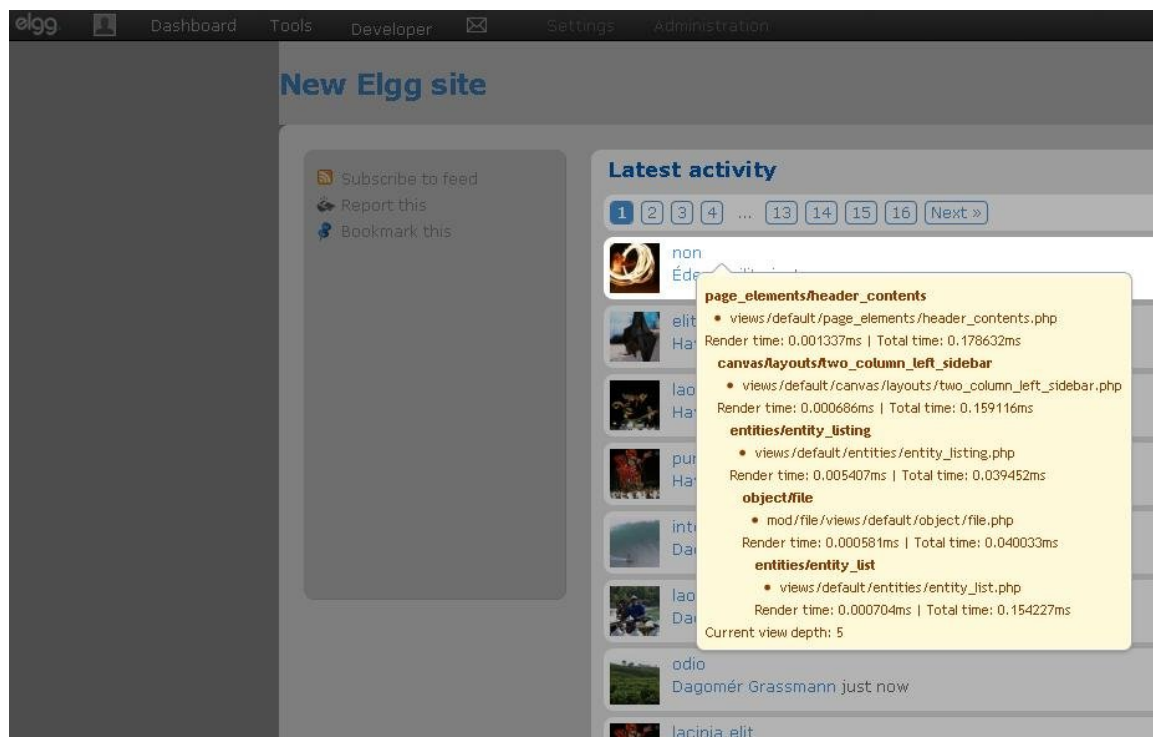 elgg Dashboard Tools Developer Settings Administration
New Elgg site
Subscribe to feed
Report this
Bookmark this
Latest activity
1 2 3 4 ... 13 14 15 16 Next »
non
page_elements/header_contents
• views/default/page_elements/header_contents.php
Render time: 0.001337ms | Total time: 0.178632ms
canvas/layouts/two_column_left_sidebar
• views/default/canvas/layouts/two_column_left_sidebar.php
Render time: 0.000686ms | Total time: 0.159116ms
entities/entity_listing
• views/default/entities/entity_listing.php
Render time: 0.005407ms | Total time: 0.039452ms
object/file
• mod/file/views/default/object/file.php
Render time: 0.000581ms | Total time: 0.040033ms
entities/entity_list
• views/default/entities/entity_list.php
Render time: 0.000704ms | Total time: 0.154227ms
Current view depth: 5
odio
Dagomér Grassmann just now
lacinia elit